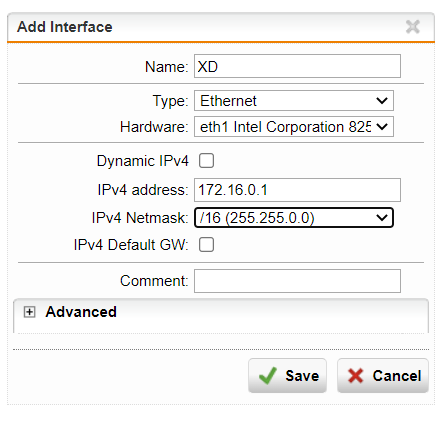 Add Interface
Name: XD
Type: Ethernet
Hardware: eth1 Intel Corporation 825
Dynamic IPv4
IPv4 address: 172.16.0.1
IPv4 Netmask: /16 (255.255.0.0)
IPv4 Default GW:
Comment:
Advanced
Save Cancel